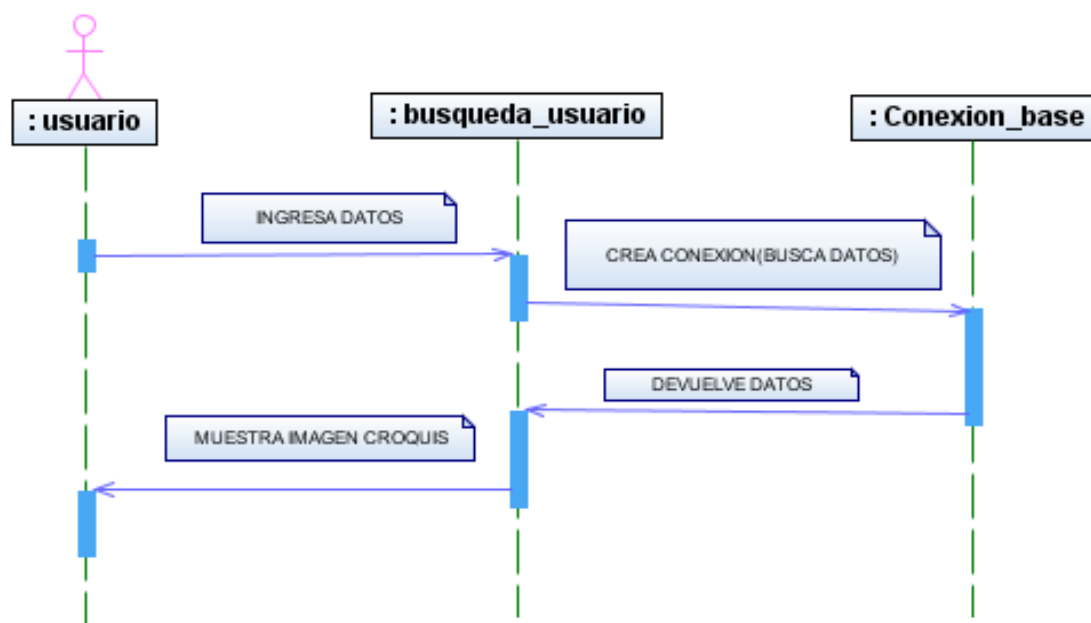 : usuario
: busqueda_usuario
: Conexion_base
INGRESA DATOS
CREA CONEXION(BUSCA DATOS)
DEVUELVE DATOS
MUESTRA IMAGEN CROQUIS